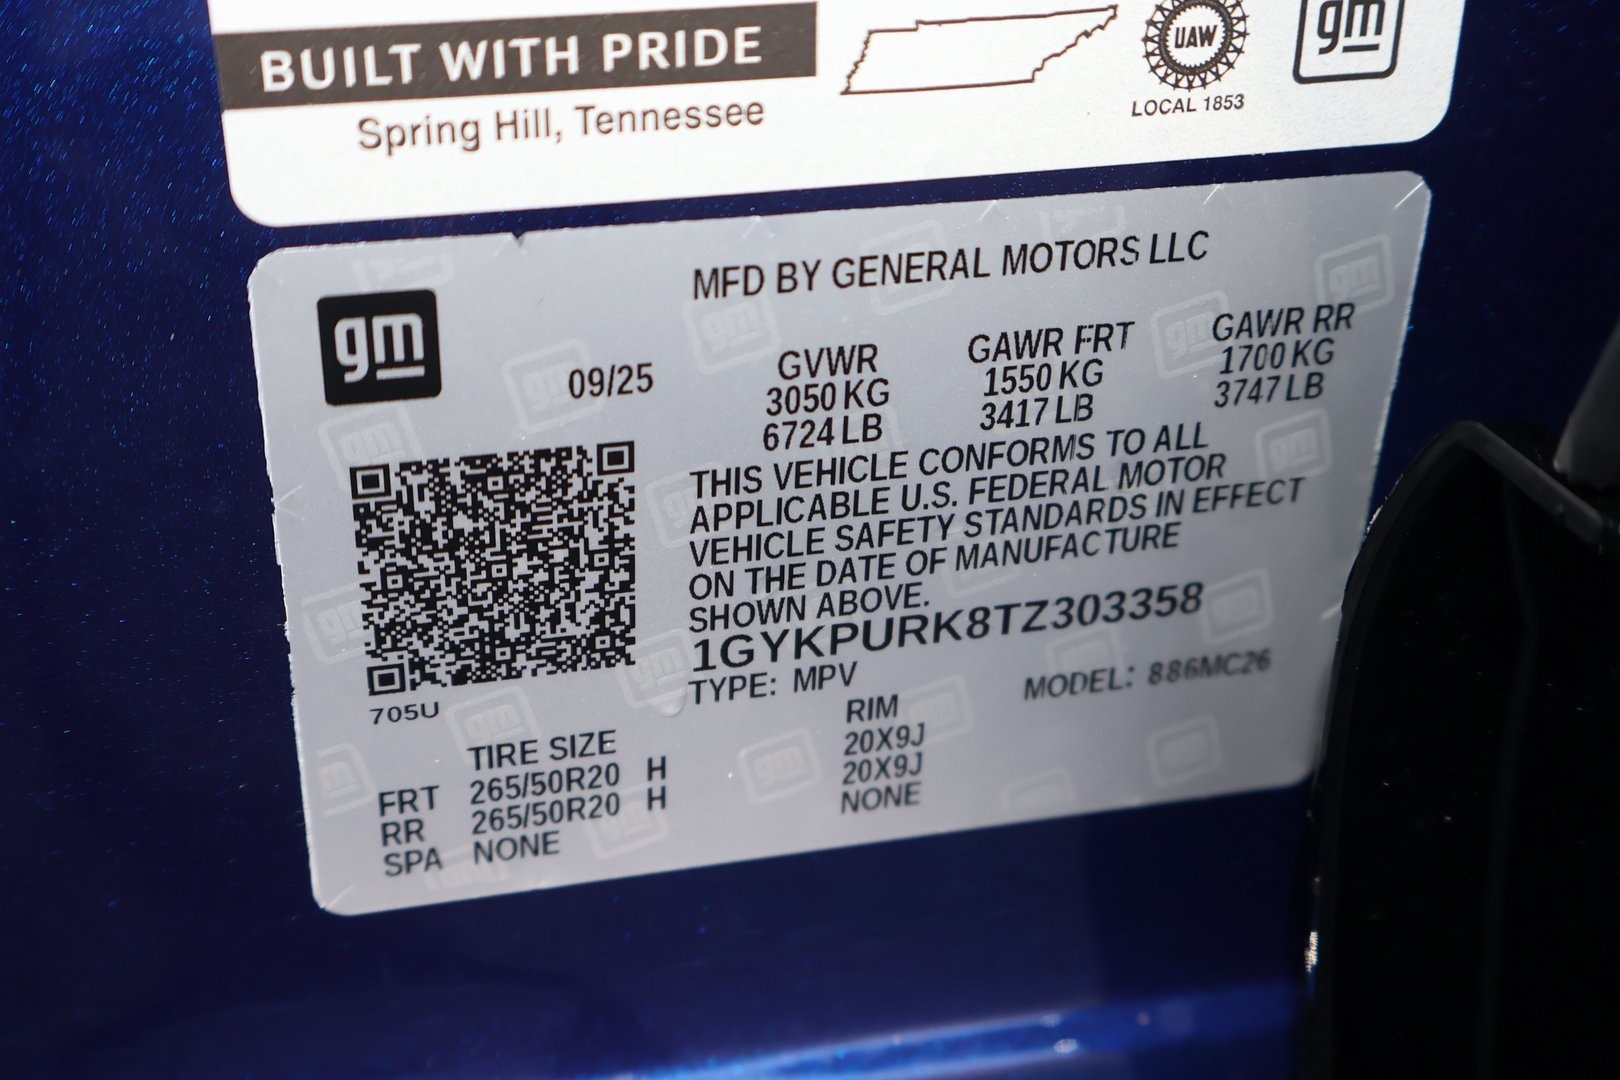 BUILT WITH PRIDE
Spring Hill, Tennessee
UAW
LOCAL 1853
gm
MFD BY GENERAL MOTORS LLC
gm
09/25
GVWR
3050 KG
6724 LB
GAWR FRT
1550 KG
3417 LB
GAWR RR
1700 KG
3747 LB
THIS VEHICLE CONFORMS TO ALL
APPLICABLE U.S. FEDERAL MOTOR
VEHICLE SAFETY STANDARDS IN EFFECT
ON THE DATE OF MANUFACTURE
SHOWN ABOVE.
1GYKPURK8TZ303358
TYPE: MPV MODEL: 886MC26
705U
TIRE SIZE RIM
FRT 265/50R20 H 20X9J
RR 265/50R20 H 20X9J
SPA NONE NONE